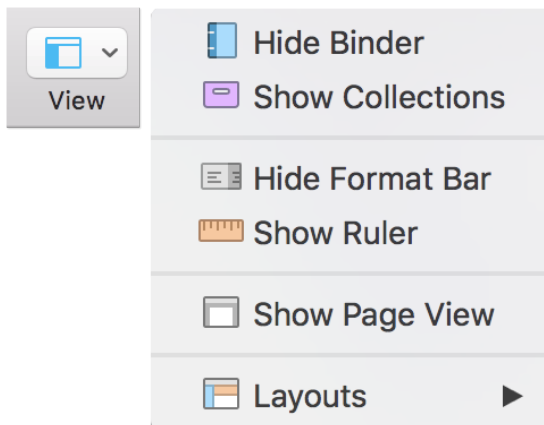 View
Hide Binder
Show Collections
Hide Format Bar
Show Ruler
Show Page View
Layouts